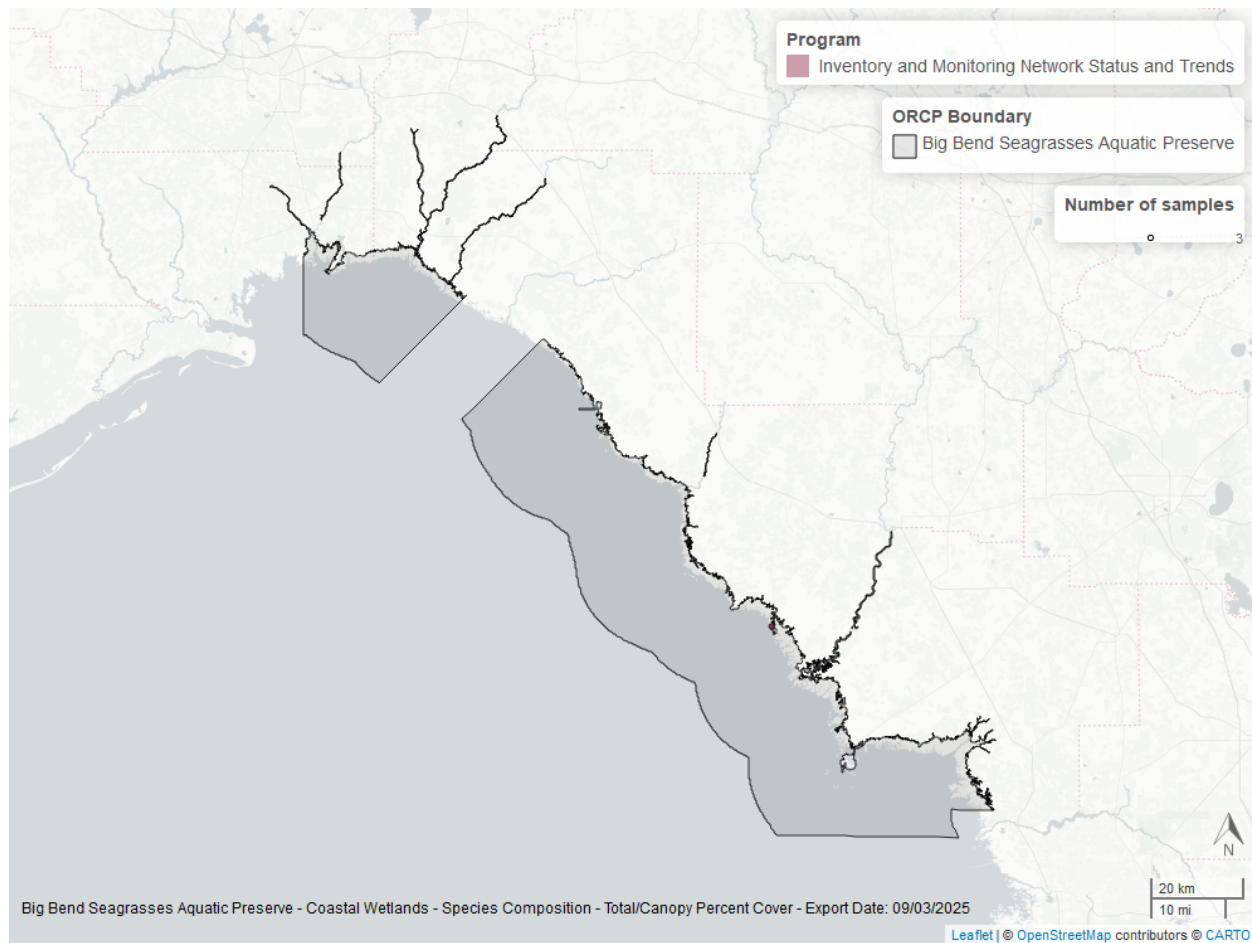 Program
Inventory and Monitoring Network Status and Trends
ORCP Boundary
Big Bend Seagrasses Aquatic Preserve
Number of samples
3
N
20 km
10 mi
Big Bend Seagrasses Aquatic Preserve - Coastal Wetlands - Species Composition - Total/Canopy Percent Cover - Export Date: 09/03/2025
Leaflet | © OpenStreetMap contributors © CARTO